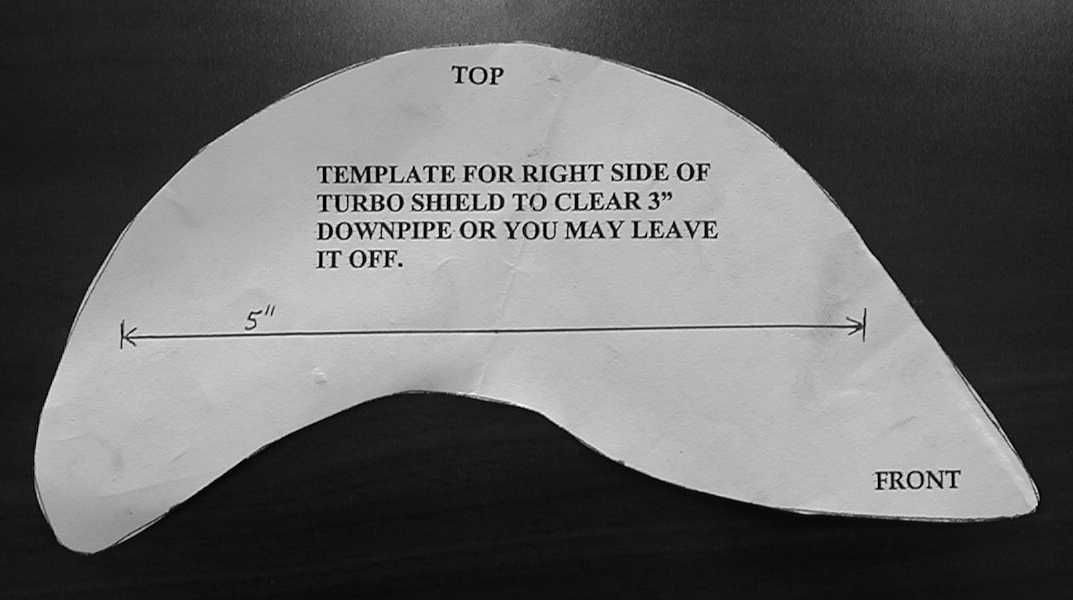 TOP
TEMPLATE FOR RIGHT SIDE OF
TURBO SHIELD TO CLEAR 3”
DOWNPIPE OR YOU MAY LEAVE
IT OFF.
5"
FRONT